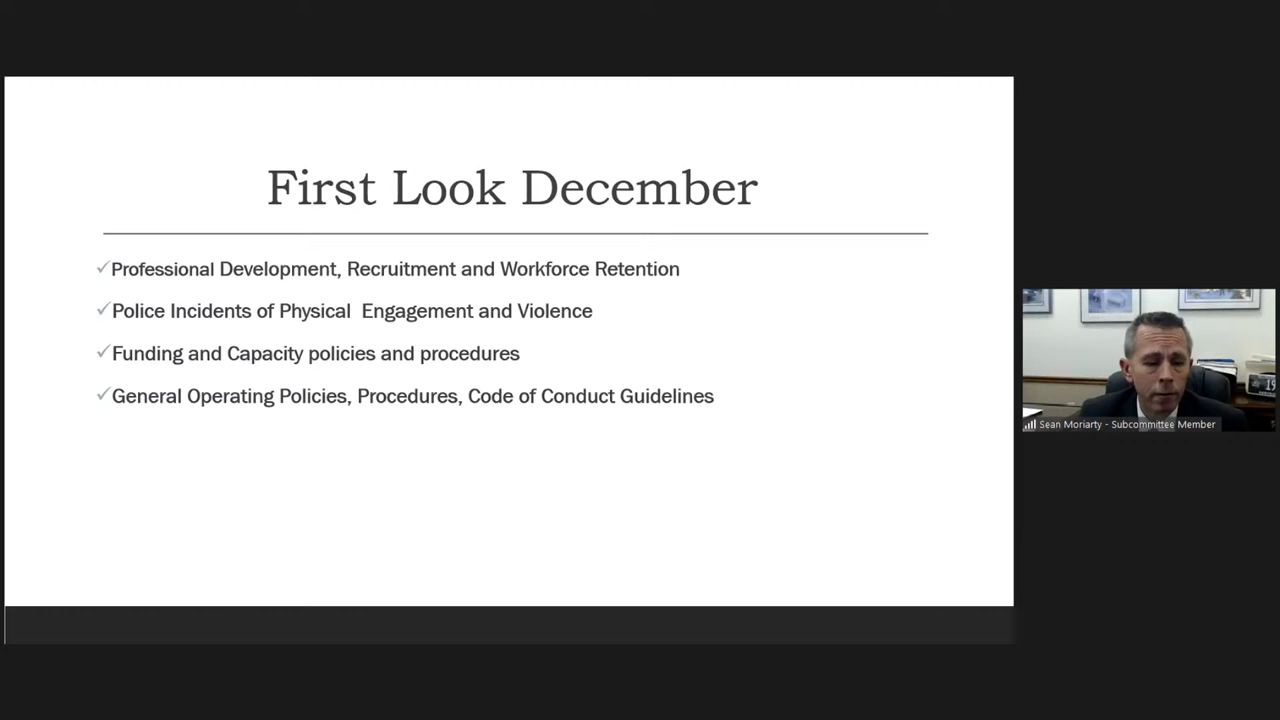 First Look December
✓Professional Development, Recruitment and Workforce Retention
✓Police Incidents of Physical  Engagement and Violence
✓Funding and Capacity policies and procedures
✓General Operating Policies, Procedures, Code of Conduct Guidelines
19
Sean Moriarty - Subcommittee Member